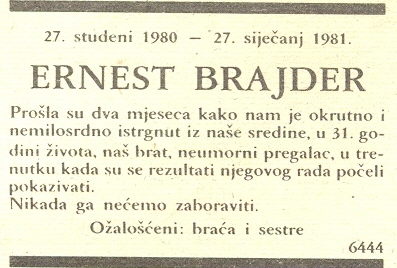 27. studeni 1980 — 27. siječanj 1981.
ERNEST BRAJDER
Prošla su dva mjeseca kako nam je okrutno i
nemilosrdno istrgnut iz naše sredine, u 31. go-
dini života, naš brat, neumorni pregalac, u tre-
nutku kada su se rezultati njegovog rada počeli
pokazivati.
Nikada ga nećemo zaboraviti.
Ožalošćeni: braća i sestre
6444